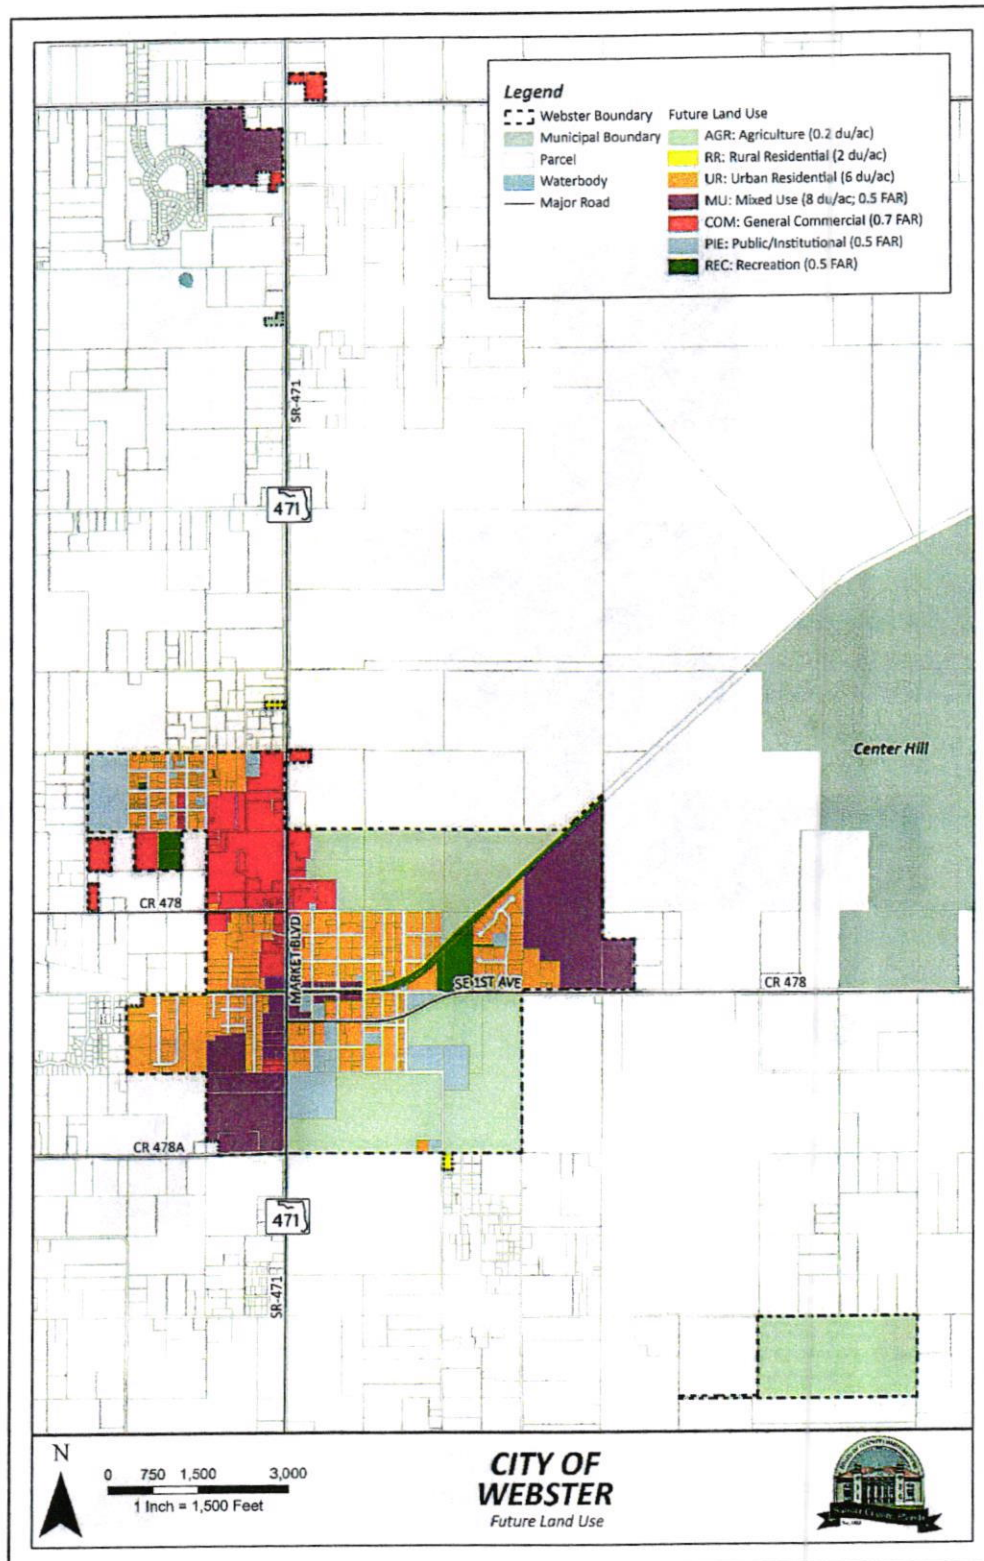 Legend
Webster Boundary
Municipal Boundary
Parcel
Waterbody
Major Road
Future Land Use
AGR: Agriculture (0.2 du/ac)
RR: Rural Residential (2 du/ac)
UR: Urban Residential (6 du/ac)
MU: Mixed Use (8 du/ac; 0.5 FAR)
COM: General Commercial (0.7 FAR)
PIE: Public/Institutional (0.5 FAR)
REC: Recreation (0.5 FAR)
SR-471
471
Center Hill
CR 478
MARKET BLVD
SE 1ST AVE
CR 478
CR 478A
471
SR-471
N
0 750 1,500 3,000
1 Inch = 1,500 Feet
CITY OF
WEBSTER
Future Land Use